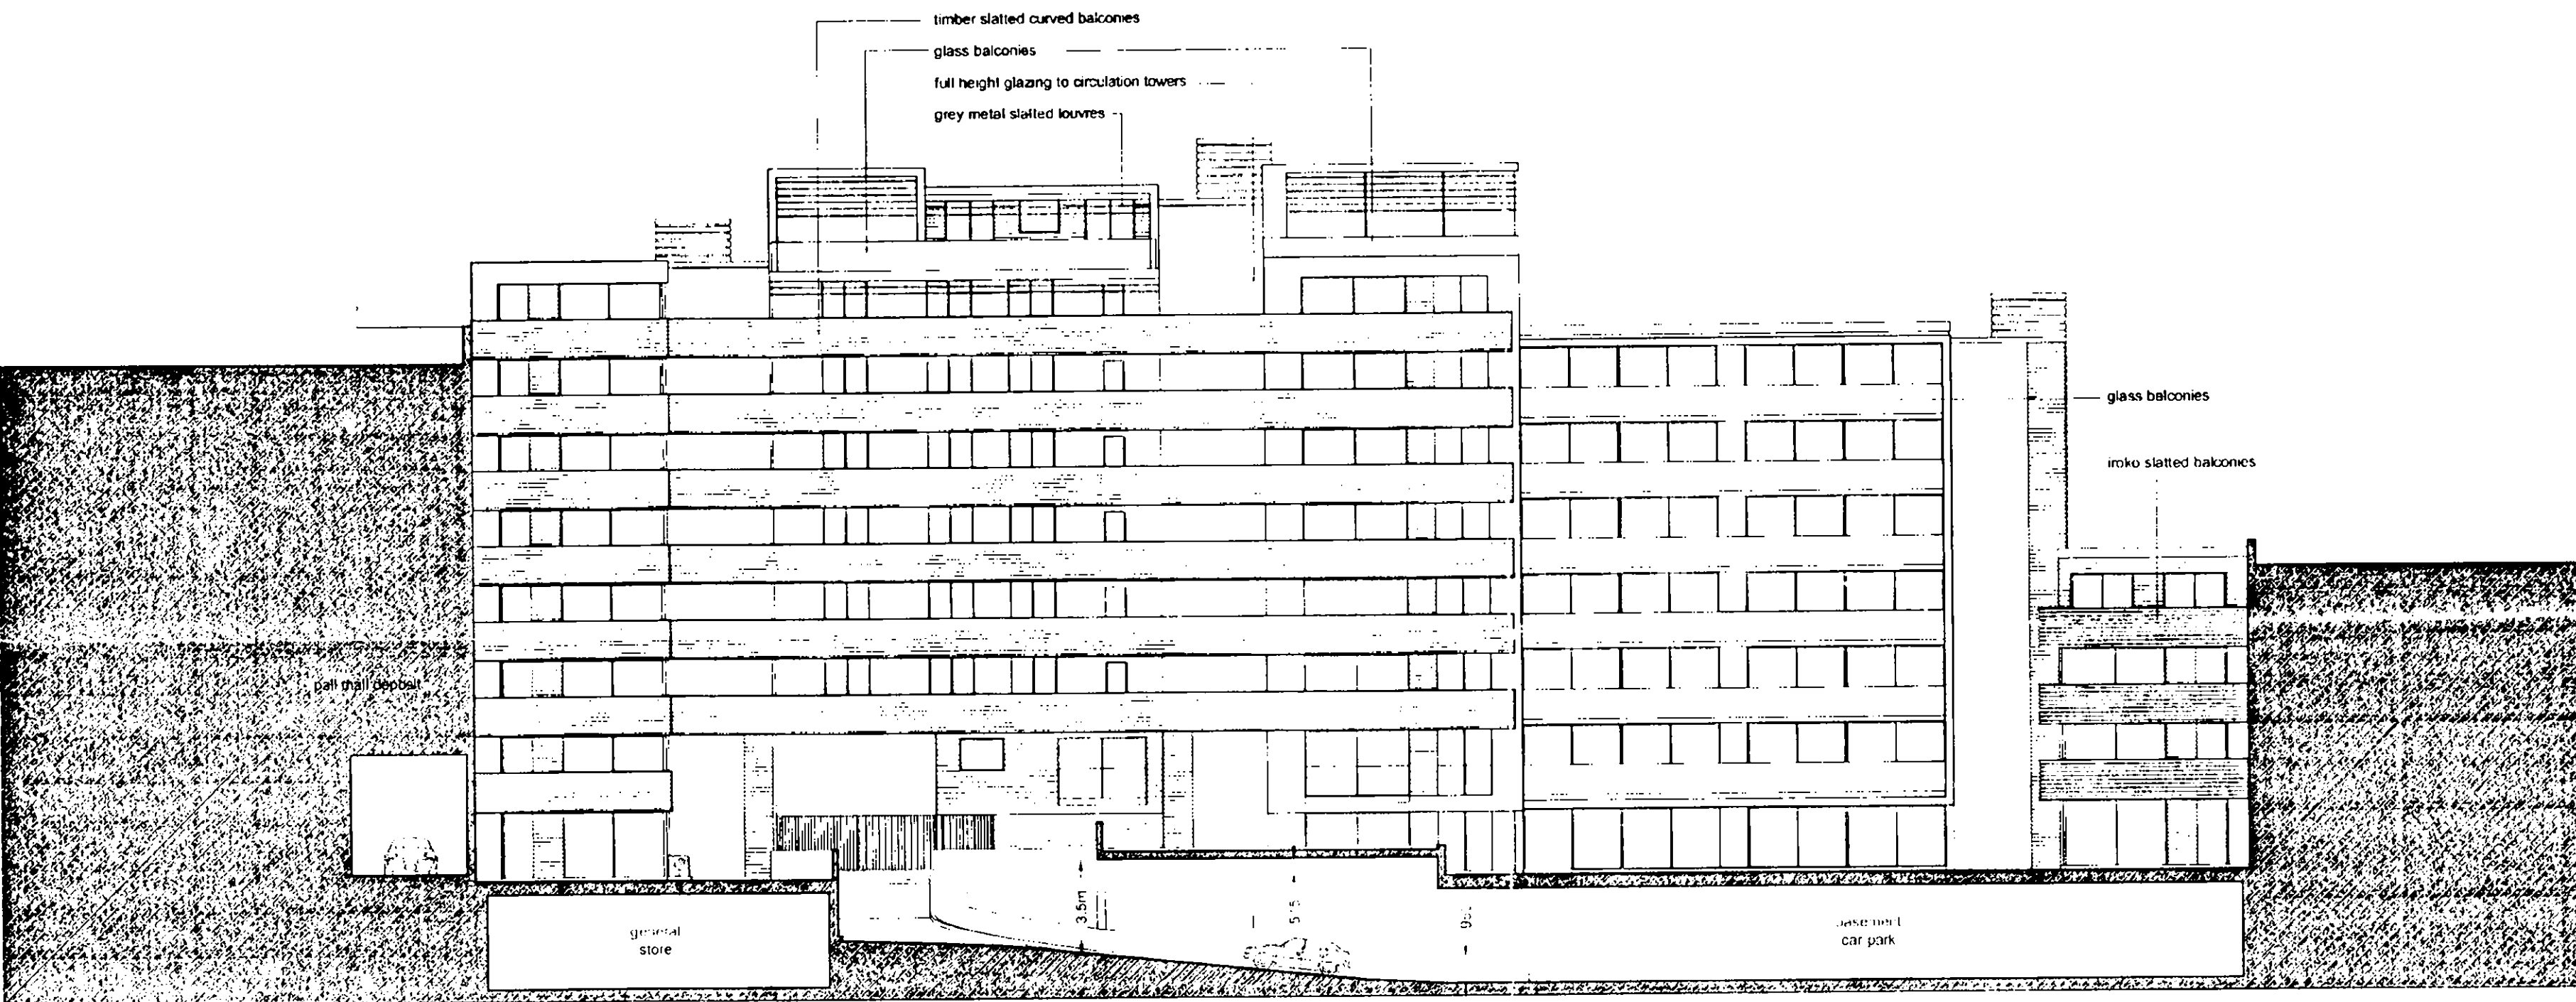 timber slatted curved balconies
glass balconies
full height glazing to circulation towers
grey metal slatted louvres
glass balconies
iroko slatted balconies
pall mall deposit
general
store
3.5m
basement
car park